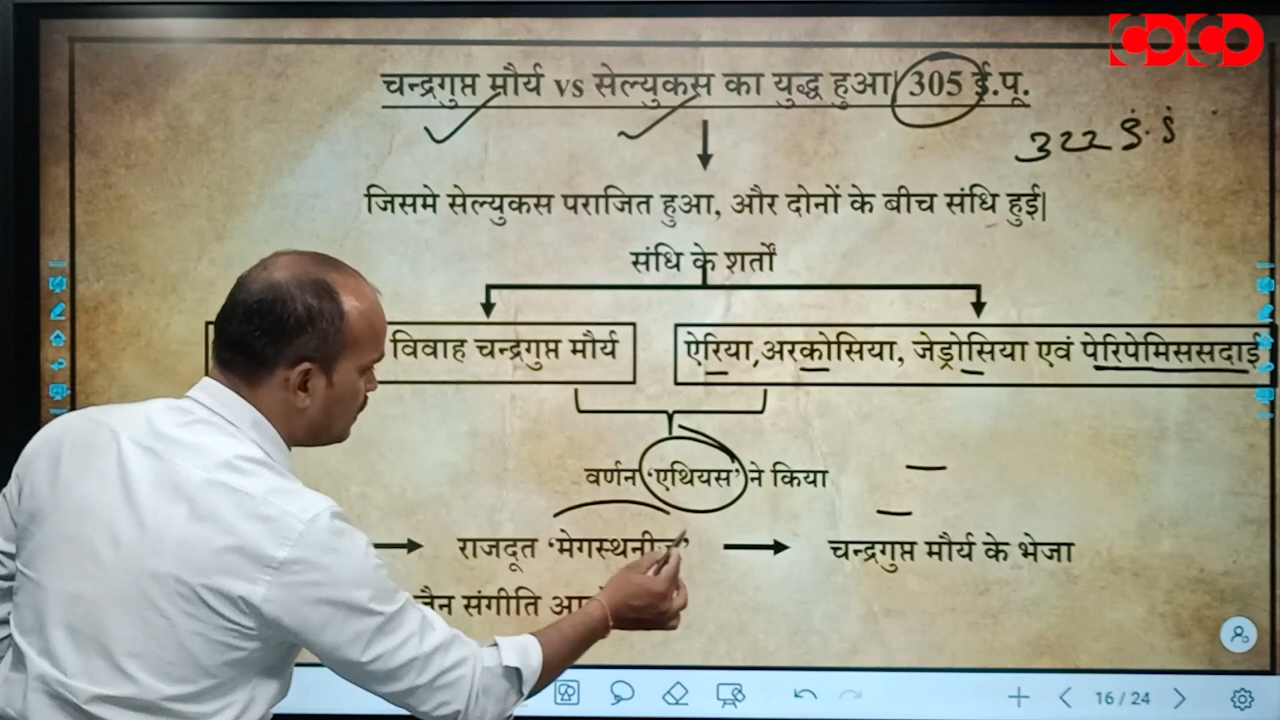 COCO
चन्द्रगुप्त मौर्य vs सेल्युकस का युद्ध हुआ| 305 ई.पू.
322 ई.पू.
जिसमे सेल्युकस पराजित हुआ, और दोनों के बीच संधि हुई|
संधि के शर्तों
विवाह चन्द्रगुप्त मौर्य
ऐरिया, अरकोसिया, जेड्रोसिया एवं पेरिपेमिससदाई
वर्णन ‘एथियस’ ने किया
राजदूत ‘मेगस्थनीज’
चन्द्रगुप्त मौर्य के भेजा
जैन संगीति
16 / 24